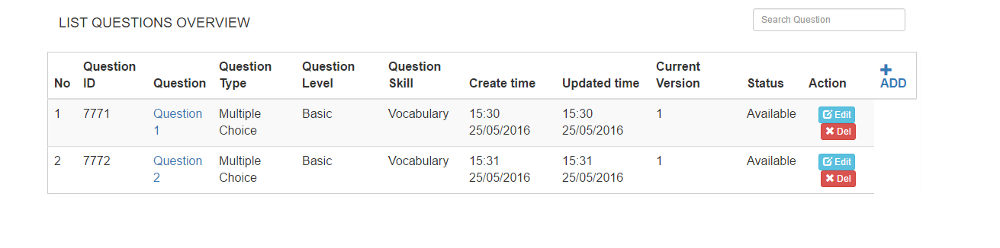 LIST QUESTIONS OVERVIEW
Search Question
No Question ID Question Question Type Question Level Question Skill Create time Updated time Current Version Status Action ADD
1 7771 Question 1 Multiple Choice Basic Vocabulary 15:30 25/05/2016 15:30 25/05/2016 1 Available Edit Del
2 7772 Question 2 Multiple Choice Basic Vocabulary 15:31 25/05/2016 15:31 25/05/2016 1 Available Edit Del